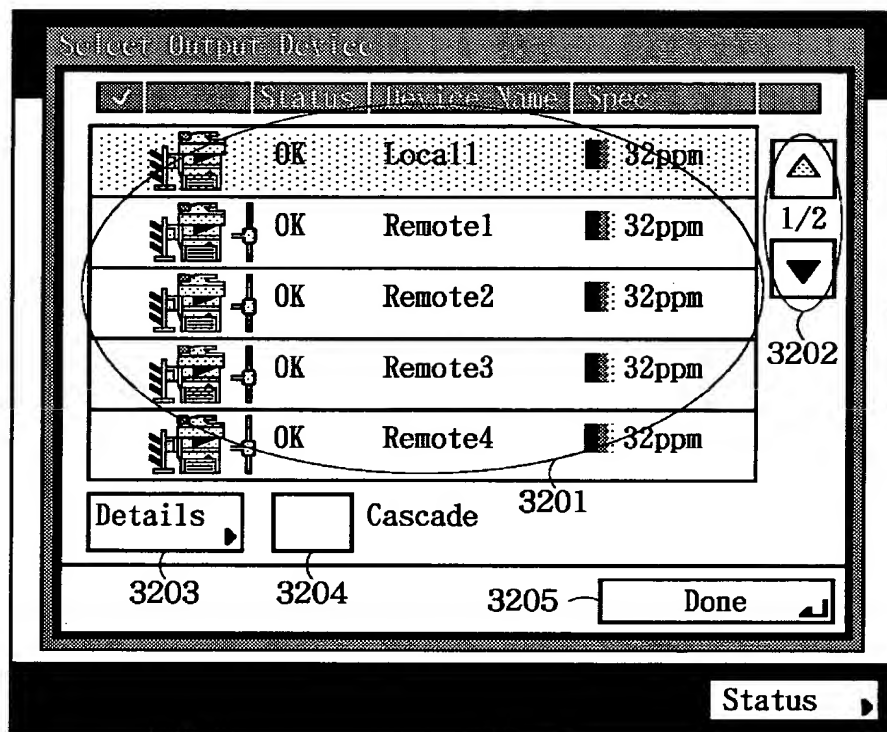 Select Output Device
✓ Status Device Name Spec
OK Local1 32ppm
OK Remote1 32ppm
1/2
OK Remote2 32ppm
OK Remote3 32ppm
3202
OK Remote4 32ppm
3201
Details Cascade
3203 3204 3205 Done
Status